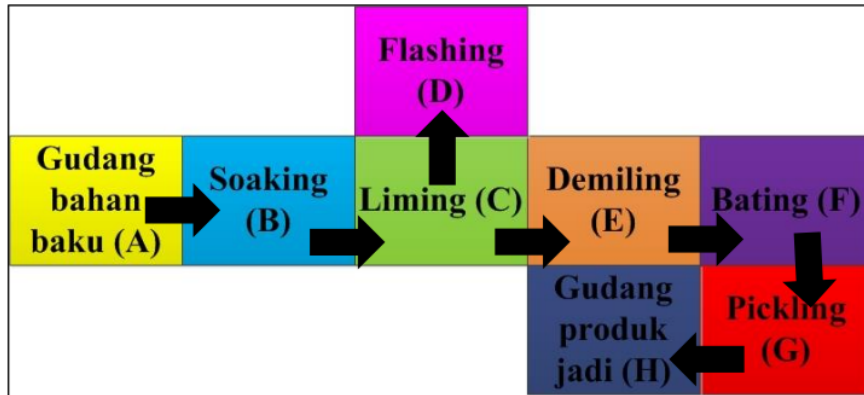 Flashing
(D)
Gudang
bahan
baku (A)
Soaking
(B)
Liming (C)
Demiling
(E)
Bating (F)
Gudang
produk
jadi (H)
Pickling
(G)